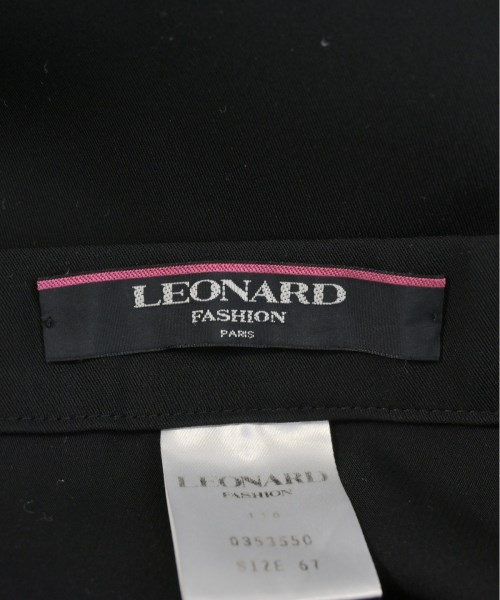 LEONARD
FASHION
PARIS
LEONARD
FASHION
0353550
SIZE 67